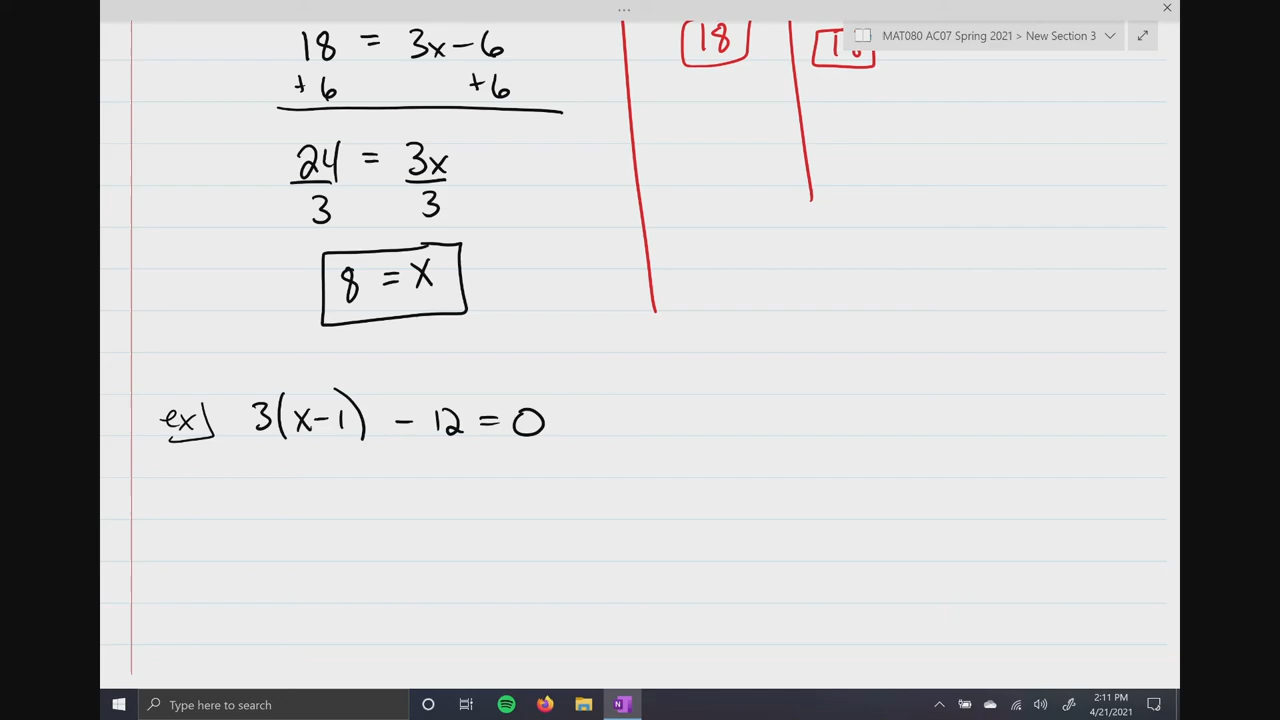 ...
MAT080 AC07 Spring 2021 > New Section 3
18 = 3x - 6
+ 6 + 6
18
24 = 3x
3 3
8 = x
ex) 3(x-1) - 12 = 0
Type here to search
2:11 PM
4/21/2021